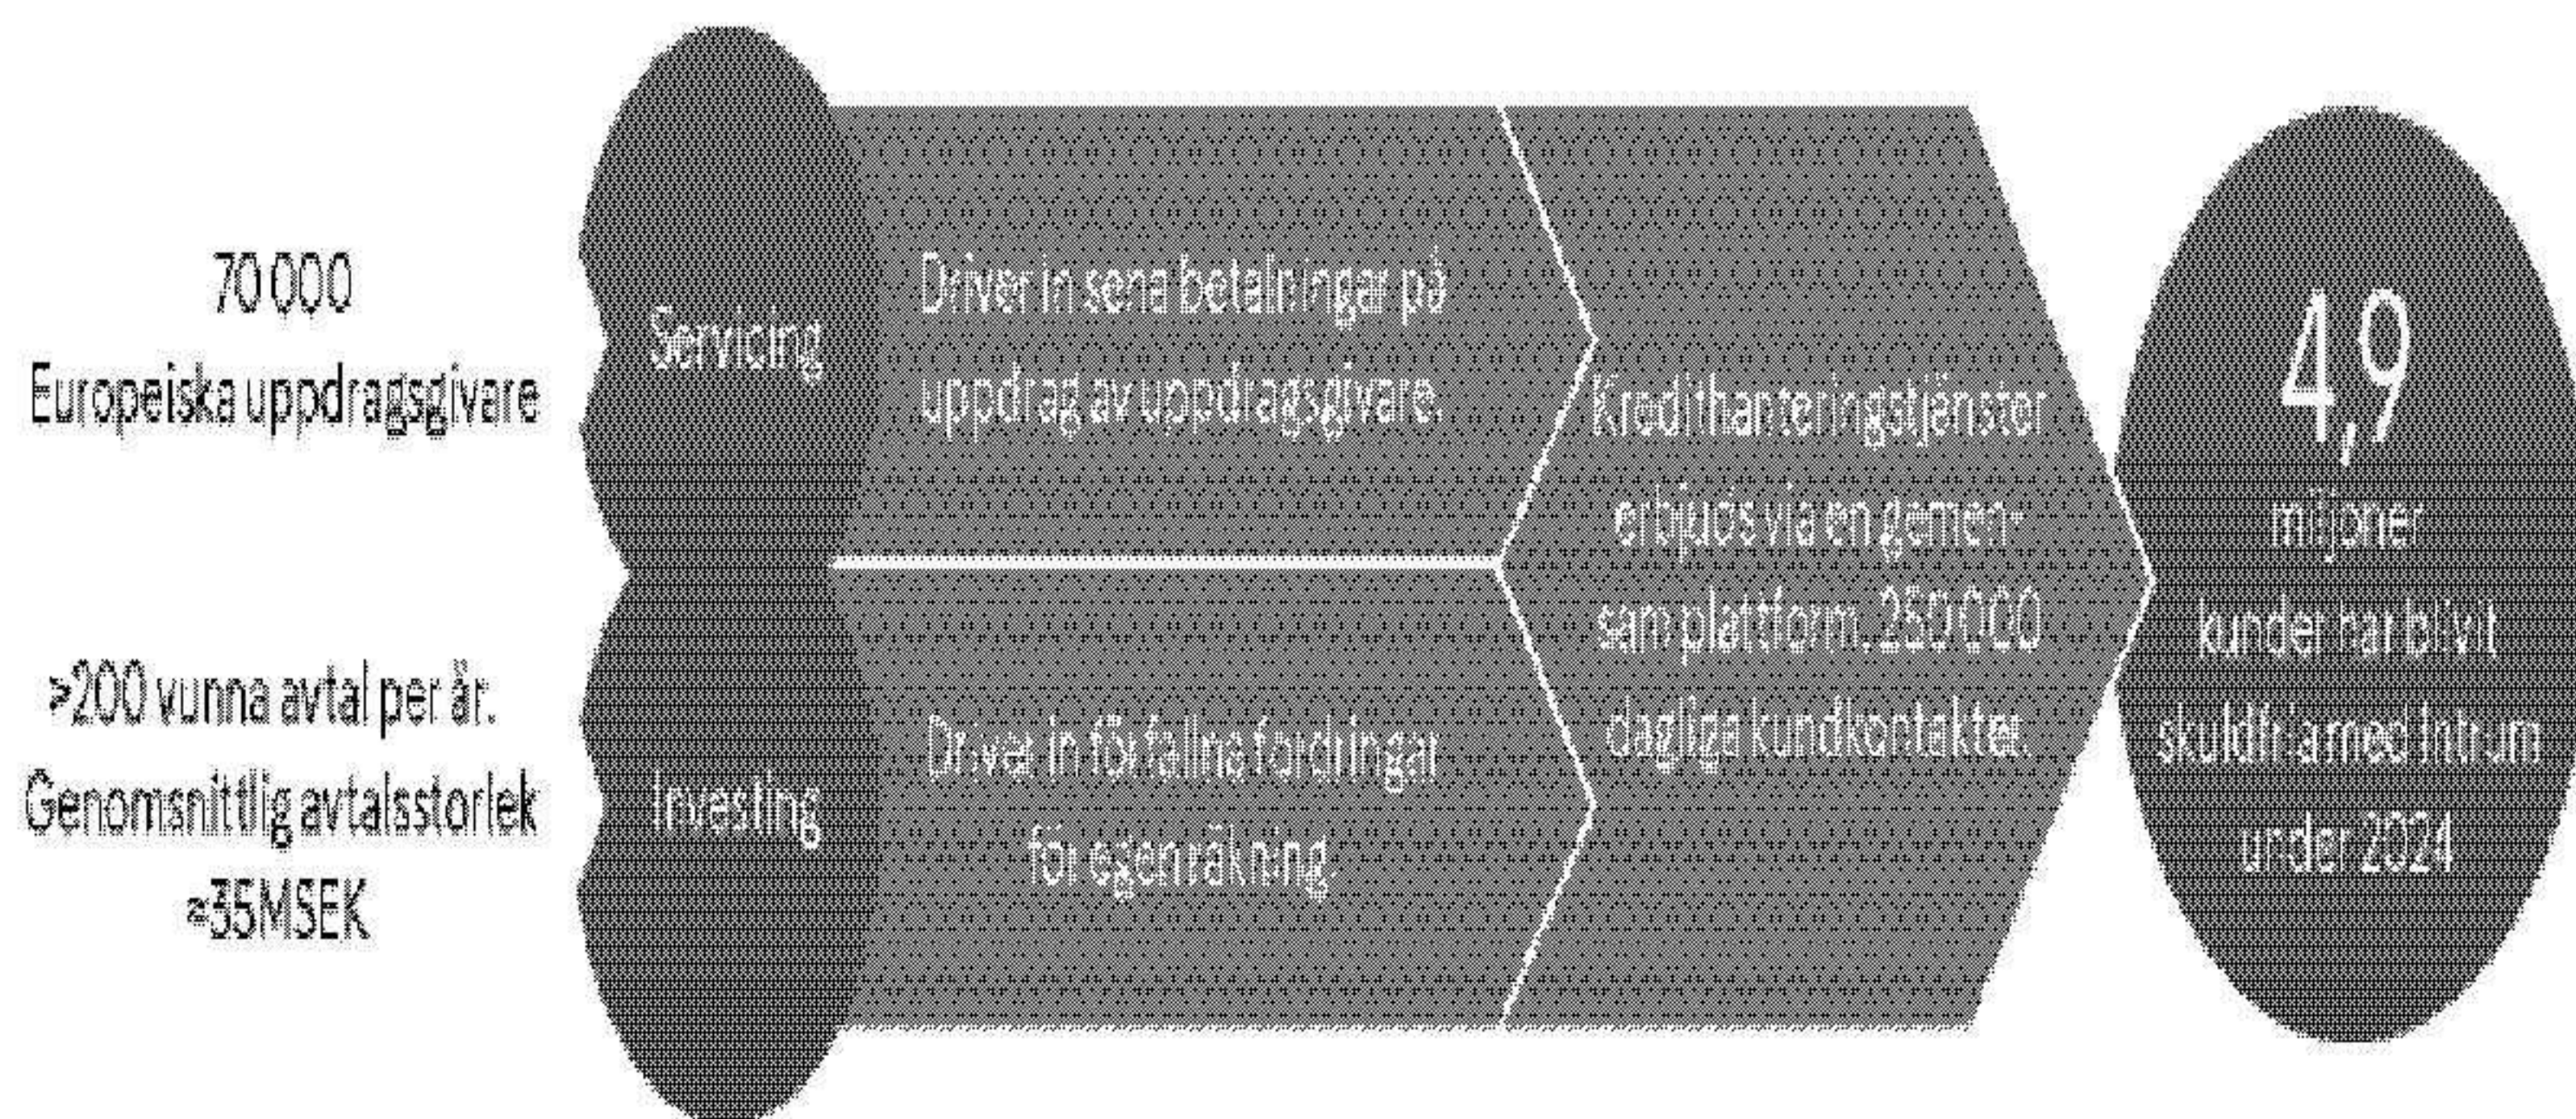 70 000
Europeiska uppdragsgivare
>200 vunna avtal per år.
Genomsnittlig avtalsstorlek
≈35MSEK
Servicing
Investing
Driver in sena betalningar på
uppdrag av uppdragsgivare.
Driver in förfallna fordringar
för egen räkning.
Kredithanteringstjänster
erbjuds via en gemen-
sam plattform. 250 000
dagliga kundkontakter.
4,9
miljoner
kunder har blivit
skuldfria med Intrum
under 2024